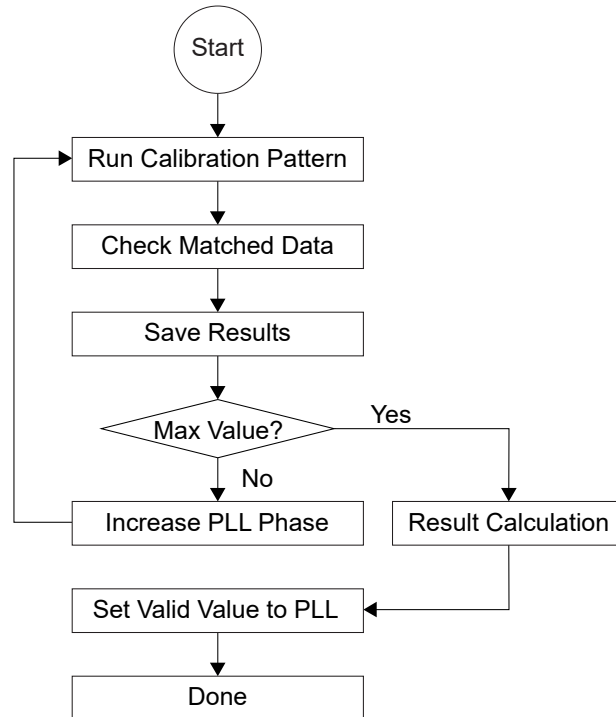 Start
Run Calibration Pattern
Check Matched Data
Save Results
Max Value?
Yes
No
Increase PLL Phase
Result Calculation
Set Valid Value to PLL
Done